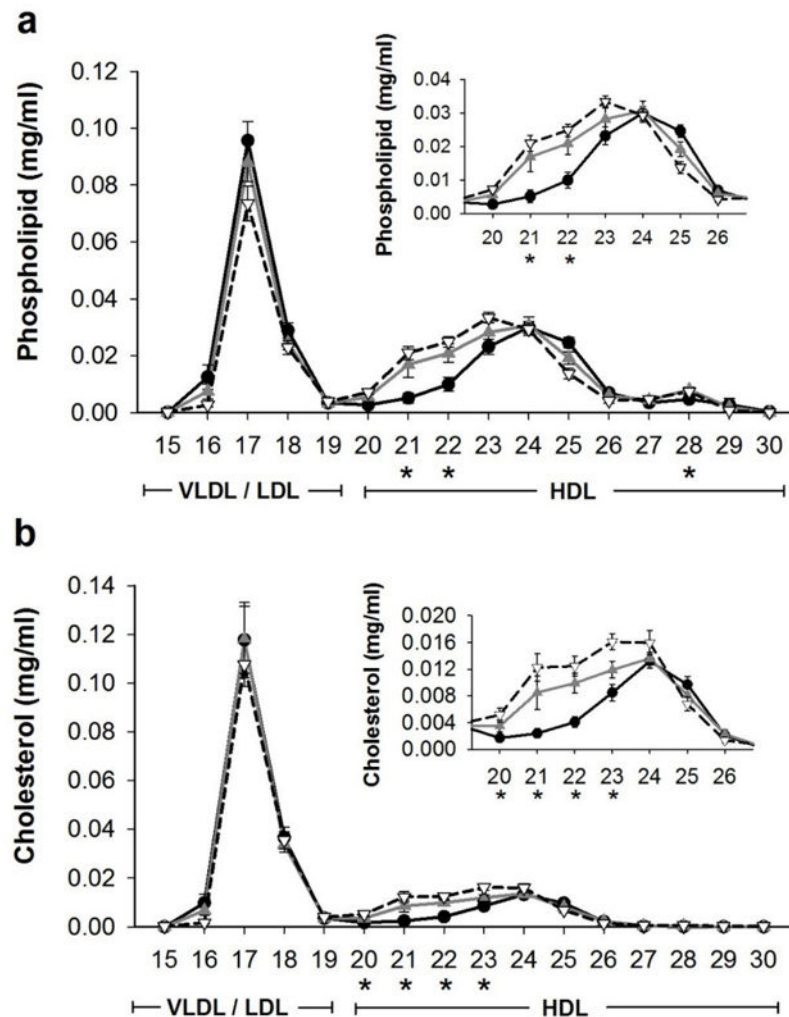 a
Phospholipid (mg/ml)
0.12
0.10
0.08
0.06
0.04
0.02
0.00
15 16 17 18 19 20 21 22 23 24 25 26 27 28 29 30
* * *
VLDL / LDL HDL
Phospholipid (mg/ml)
0.04
0.03
0.02
0.01
0.00
20 21 22 23 24 25 26
* *
b
Cholesterol (mg/ml)
0.14
0.12
0.10
0.08
0.06
0.04
0.02
0.00
15 16 17 18 19 20 21 22 23 24 25 26 27 28 29 30
* * * *
VLDL / LDL HDL
Cholesterol (mg/ml)
0.020
0.016
0.012
0.008
0.004
0.000
20 21 22 23 24 25 26
* * * *